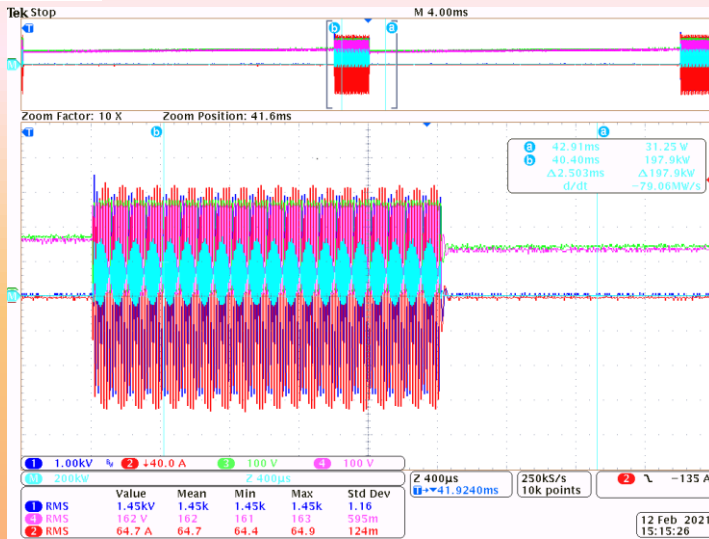 Tek Stop M 4.00ms
T b a
M
Zoom Factor: 10 X Zoom Position: 41.6ms
T b a
a 42.91ms 31.25 W
b 40.40ms 197.9kW
Δ2.503ms Δ197.9kW
d/dt -79.06MW/s
M
1 1.00kV 2 ↓40.0 A 3 100 V 4 100 V
M 200kW Z 400µs
Z 400µs 250kS/s 2 -135 A
T→▼41.9240ms 10k points
Value Mean Min Max Std Dev
1 RMS 1.45kV 1.45k 1.45k 1.45k 1.16
4 RMS 162 V 162 161 163 595m
2 RMS 64.7 A 64.7 64.4 64.9 124m
12 Feb 2021
15:15:26